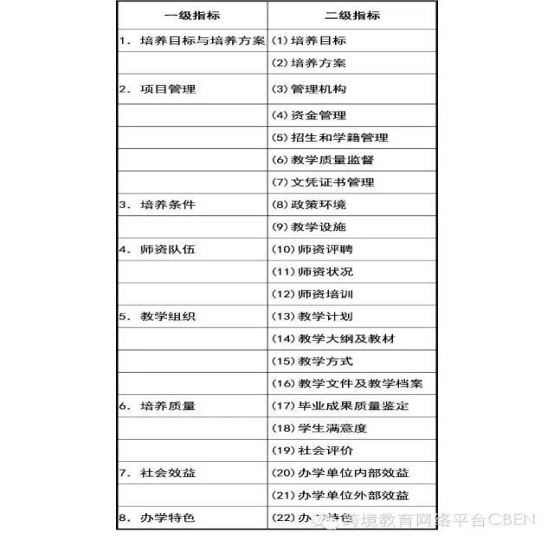 一级指标 二级指标
1. 培养目标与培养方案 (1)培养目标
(2)培养方案
2. 项目管理 (3)管理机构
(4)资金管理
(5)招生和学籍管理
(6)教学质量监督
(7)文凭证书管理
3. 培养条件 (8)政策环境
(9)教学设施
4. 师资队伍 (10)师资评聘
(11)师资状况
(12)师资培训
5. 教学组织 (13)教学计划
(14)教学大纲及教材
(15)教学方式
(16)教学文件及教学档案
6. 培养质量 (17)毕业成果质量鉴定
(18)学生满意度
(19)社会评价
7. 社会效益 (20)办学单位内部效益
(21)办学单位外部效益
8. 办学特色 (22)办学特色
跨境教育网络平台CBEN